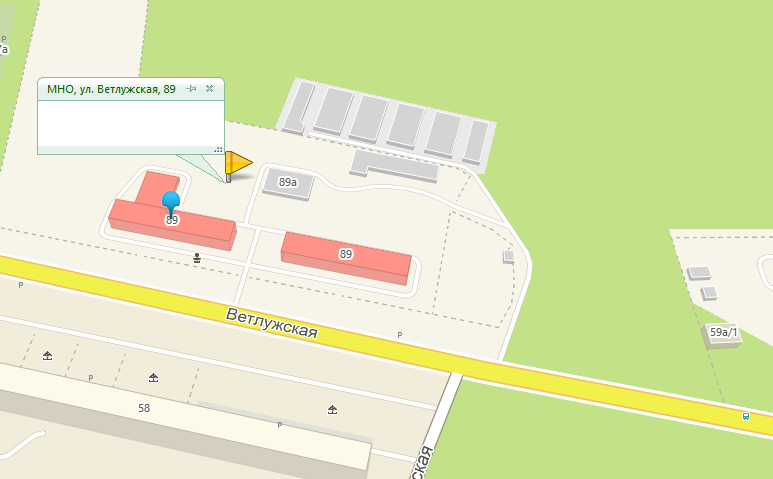 Р
/а
МНО, ул. Ветлужская, 89
89а
89
89
Р
Ветлужская
Р
59а/1
Р
58
Р
ская